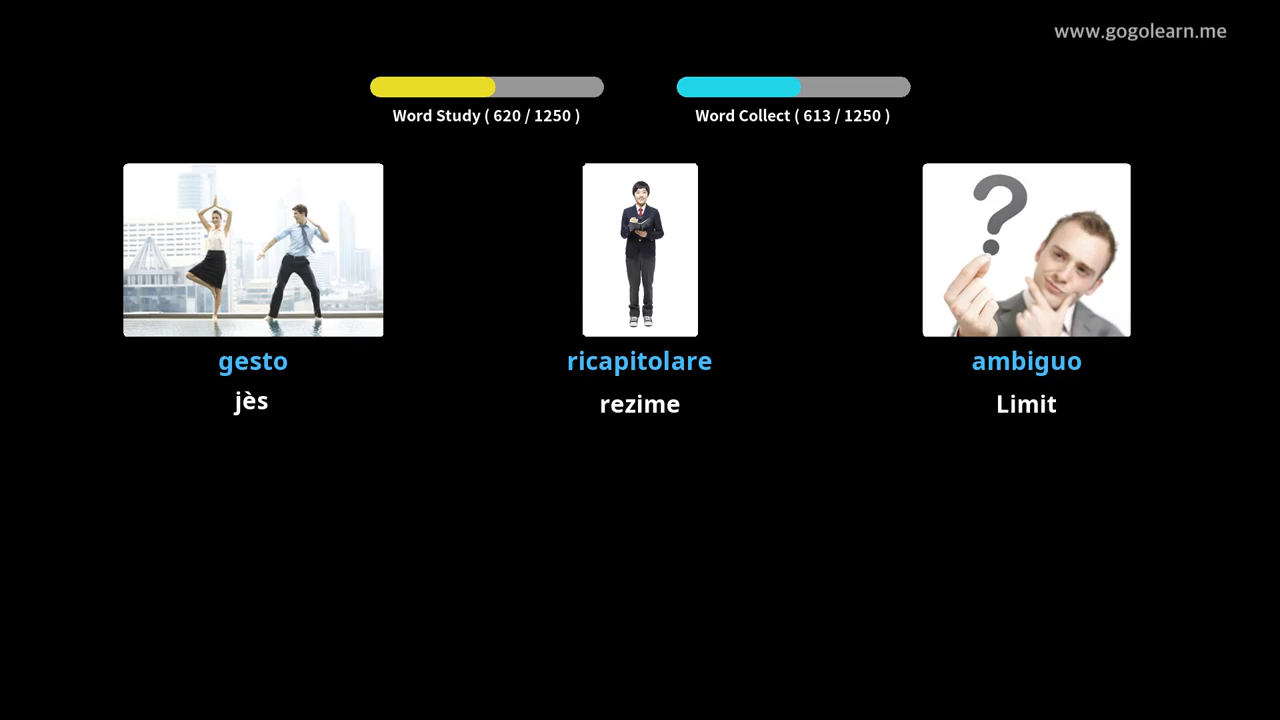 www.gogolearn.me
Word Study ( 620 / 1250 )
Word Collect ( 613 / 1250 )
gesto
jès
ricapitolare
rezime
ambiguo
Limit